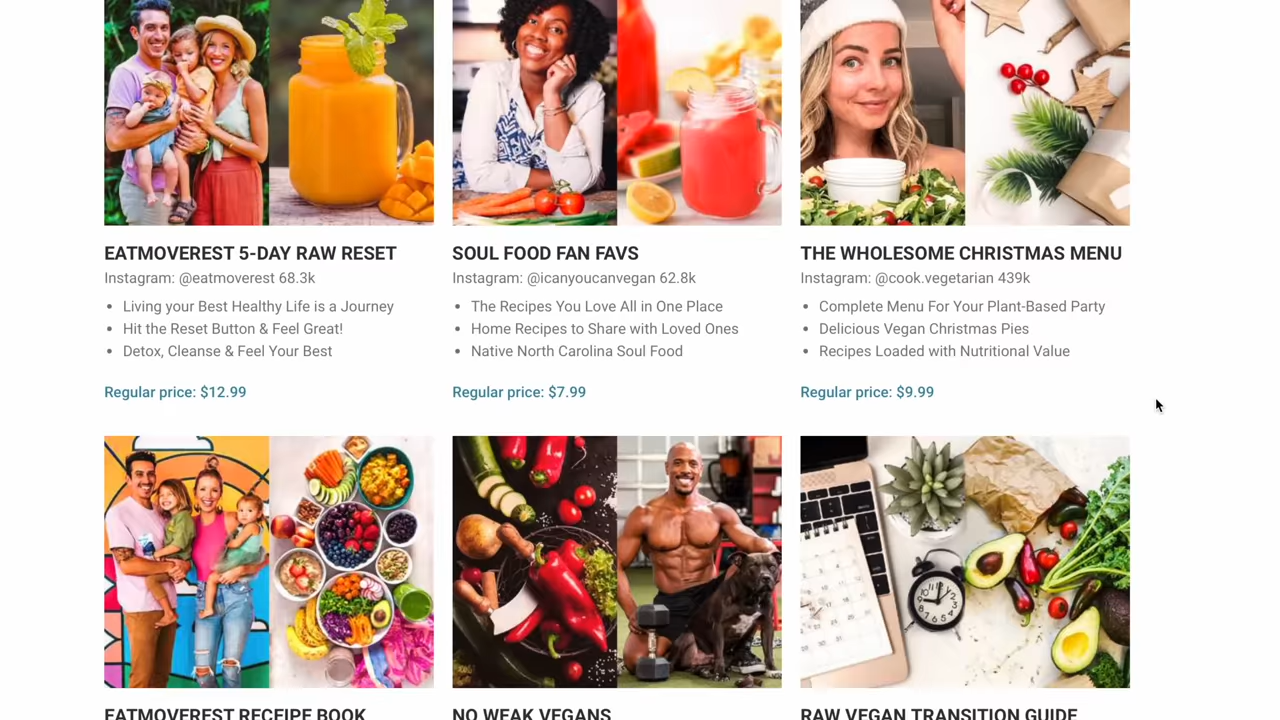 EATMOVEREST 5-DAY RAW RESET
Instagram: @eatmoverest 68.3k
• Living your Best Healthy Life is a Journey
• Hit the Reset Button & Feel Great!
• Detox, Cleanse & Feel Your Best
Regular price: $12.99
SOUL FOOD FAN FAVS
Instagram: @icanyoucanvegan 62.8k
• The Recipes You Love All in One Place
• Home Recipes to Share with Loved Ones
• Native North Carolina Soul Food
Regular price: $7.99
THE WHOLESOME CHRISTMAS MENU
Instagram: @cook.vegetarian 439k
• Complete Menu For Your Plant-Based Party
• Delicious Vegan Christmas Pies
• Recipes Loaded with Nutritional Value
Regular price: $9.99
EATMOVEREST RECEIPE BOOK
NO WEAK VEGANS
RAW VEGAN TRANSITION GUIDE